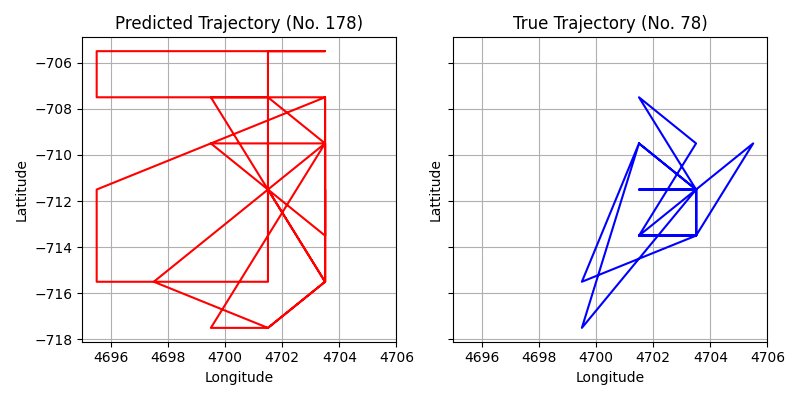 Predicted Trajectory (No. 178)
True Trajectory (No. 78)
−706
−708
−710
−712
−714
−716
−718
Lattitude
Lattitude
4696 4698 4700 4702 4704 4706
4696 4698 4700 4702 4704 4706
Longitude
Longitude